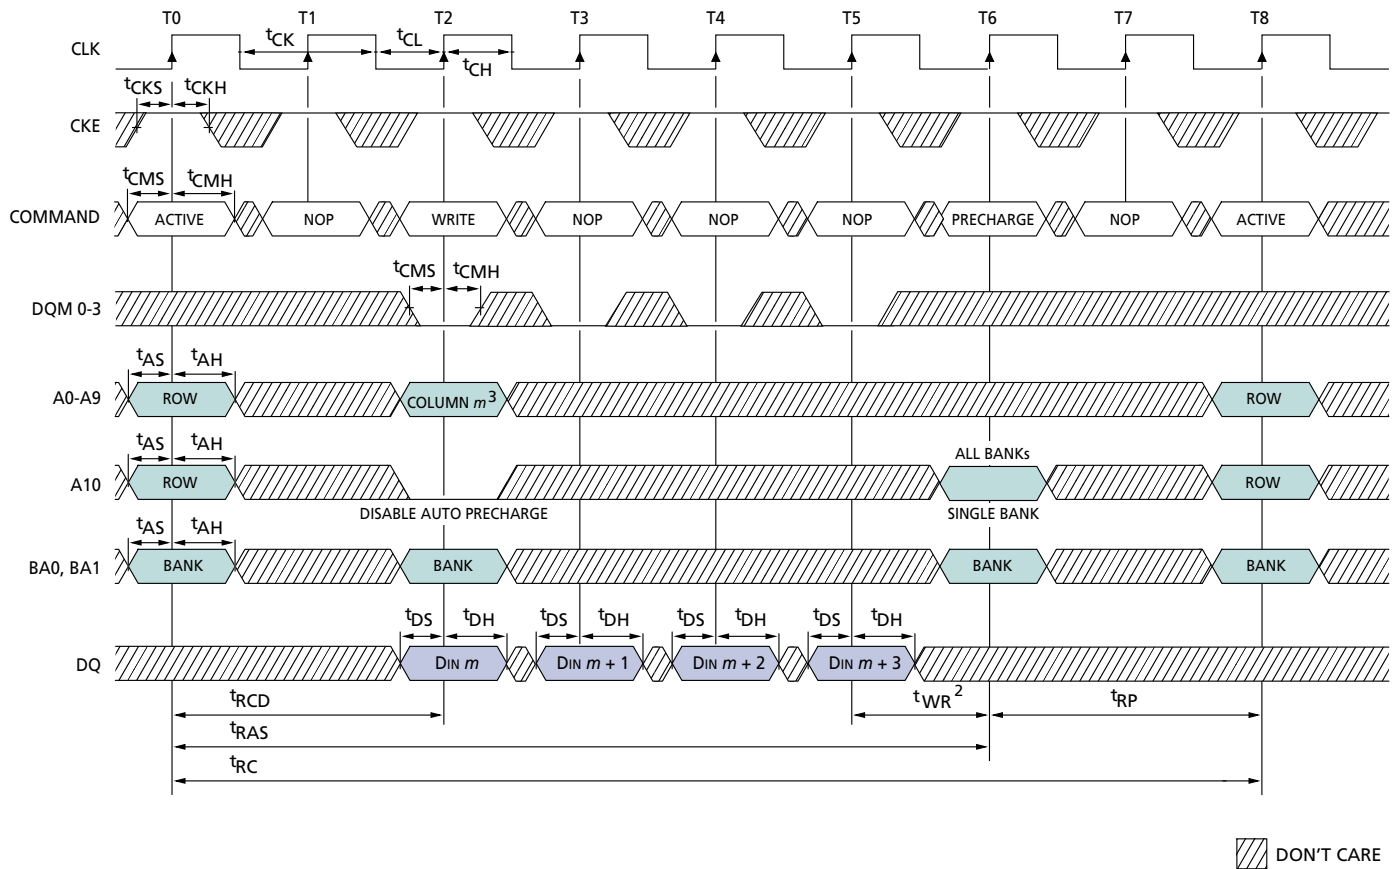 T0 T1 T2 T3 T4 T5 T6 T7 T8
CLK tCK tCL
tCH
tCKS tCKH
CKE
tCMS tCMH
COMMAND ACTIVE NOP WRITE NOP NOP NOP PRECHARGE NOP ACTIVE
tCMS tCMH
DQM 0-3
tAS tAH
A0-A9 ROW COLUMN m3 ROW
tAS tAH ALL BANKs
A10 ROW ROW
DISABLE AUTO PRECHARGE SINGLE BANK
tAS tAH
BA0, BA1 BANK BANK BANK BANK
tDS tDH tDS tDH tDS tDH tDS tDH
DQ DIN m DIN m + 1 DIN m + 2 DIN m + 3
tRCD tWR2 tRP
tRAS
tRC
DON'T CARE